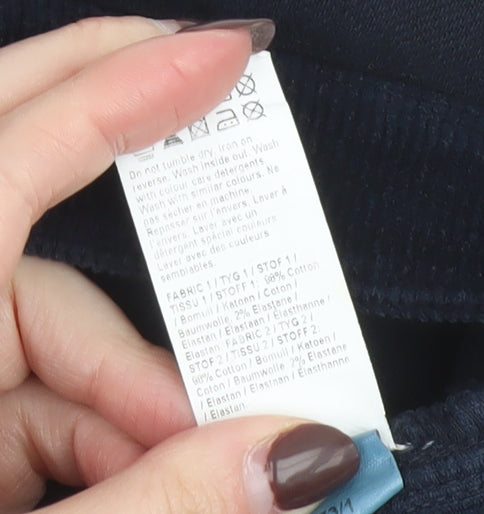 Do not tumble dry. Iron on
reverse. Wash inside out. Wash
with colour care detergents.
Wash with similar colours. Ne
pas sécher en machine.
Repasser sur l'envers. Laver à
l'envers. Laver avec un
détergent spécial couleurs.
Laver avec des couleurs
semblables.
FABRIC 1 / TYG 1 / STOF 1 /
TISSU 1 / STOFF 1: 98% Cotton
/ Bomull / Katoen / Coton /
Baumwolle, 2% Elastane /
Elastan / Elastaan / Elasthanne /
Elastan. FABRIC 2 / TYG 2 /
STOF 2 / TISSU 2 / STOFF 2:
98% Cotton / Bomull / Katoen /
Coton / Baumwolle, 2% Elastane
/ Elastan / Elastaan / Elasthanne
/ Elastan.